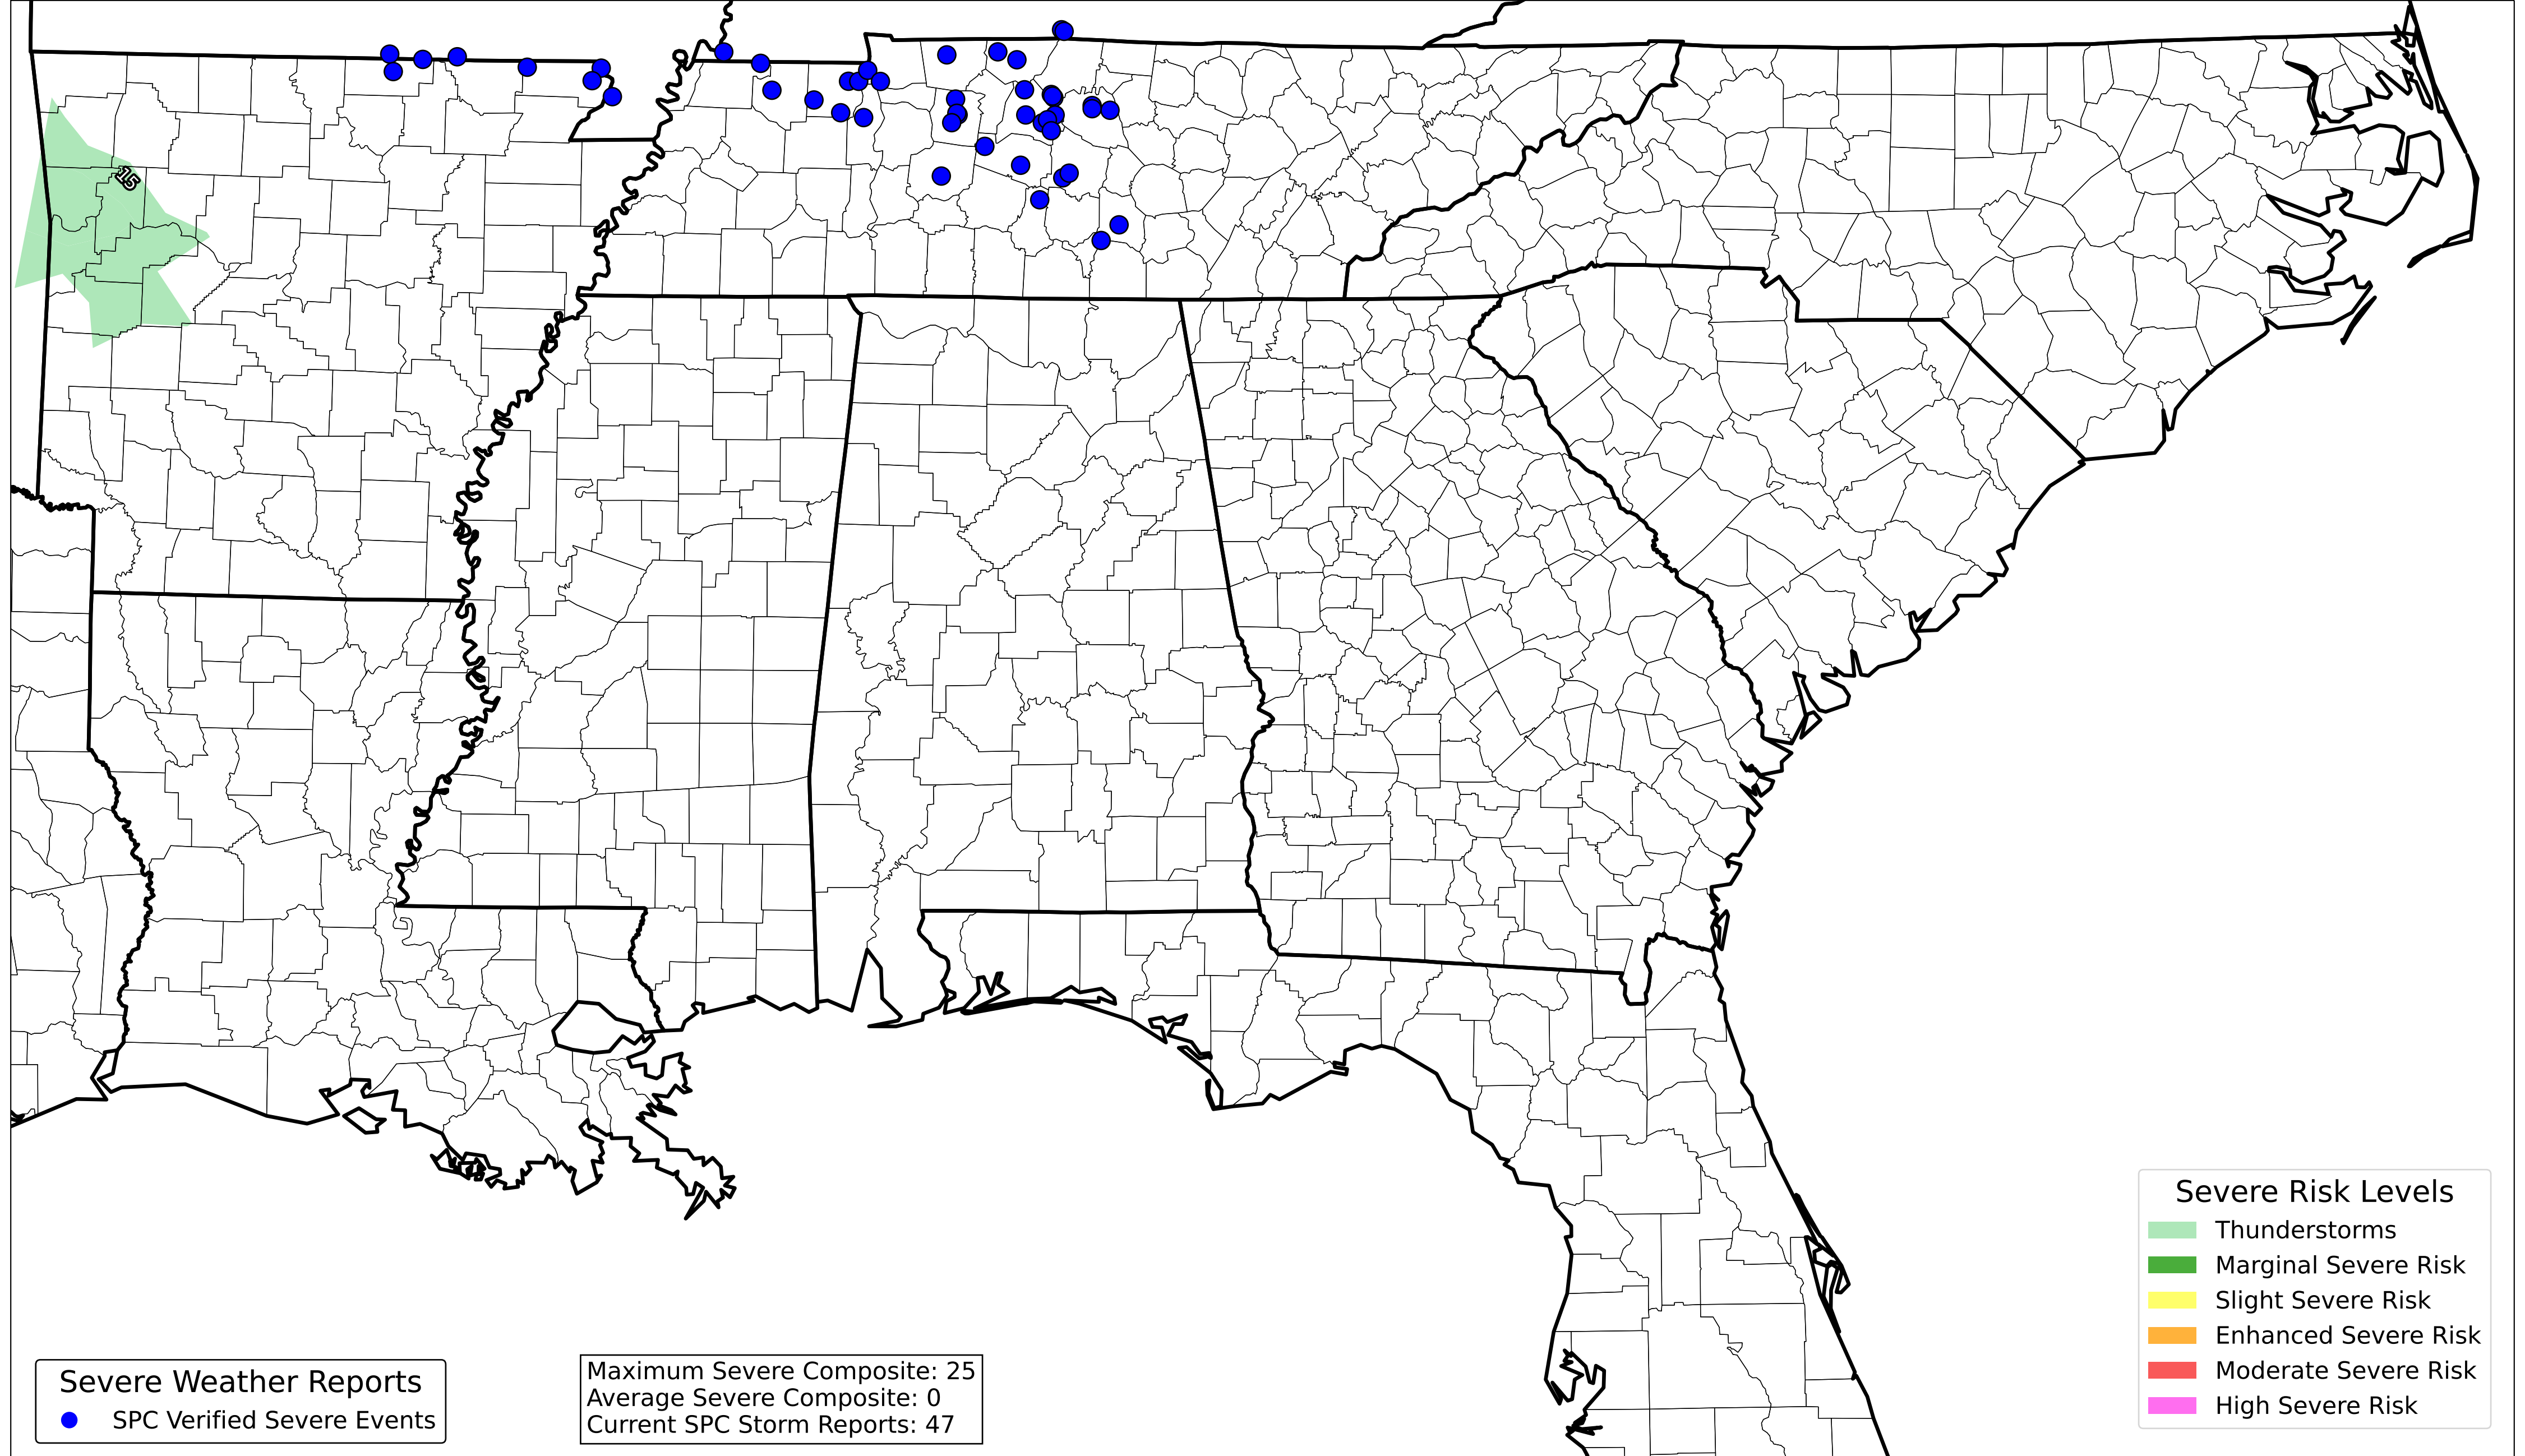 15
Severe Weather Reports
SPC Verified Severe Events
Maximum Severe Composite: 25
Average Severe Composite: 0
Current SPC Storm Reports: 47
Severe Risk Levels
Thunderstorms
Marginal Severe Risk
Slight Severe Risk
Enhanced Severe Risk
Moderate Severe Risk
High Severe Risk